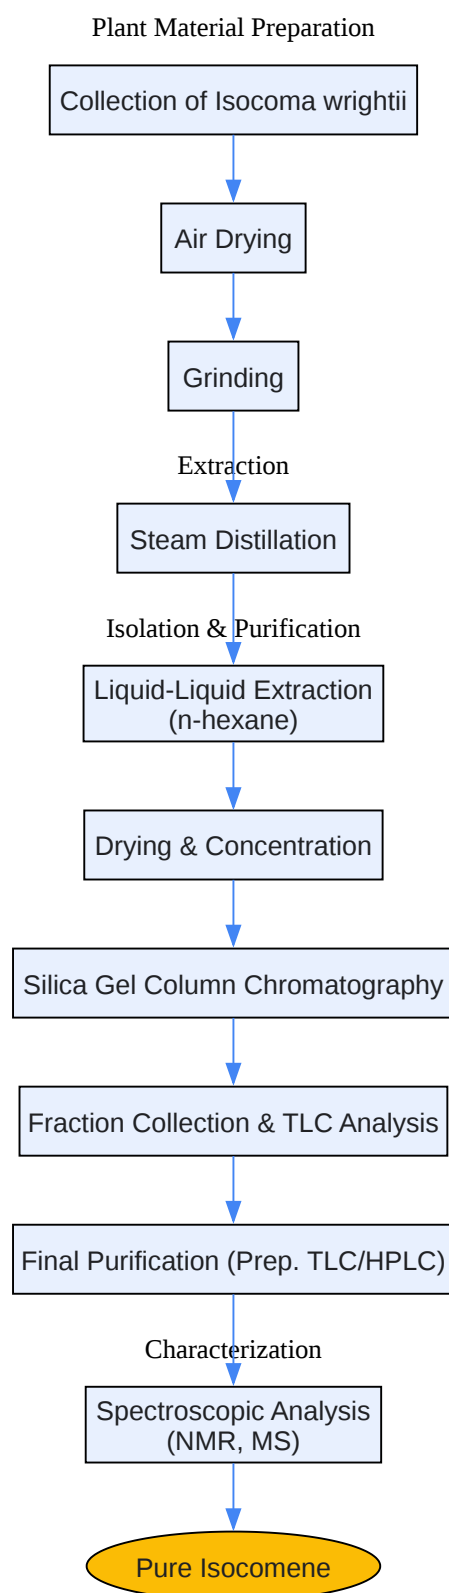 Plant Material Preparation
Collection of Isocoma wrightii
Air Drying
Grinding
Extraction
Steam Distillation
Isolation & Purification
Liquid-Liquid Extraction
(n-hexane)
Drying & Concentration
Silica Gel Column Chromatography
Fraction Collection & TLC Analysis
Final Purification (Prep. TLC/HPLC)
Characterization
Spectroscopic Analysis
(NMR, MS)
Pure Isocomene